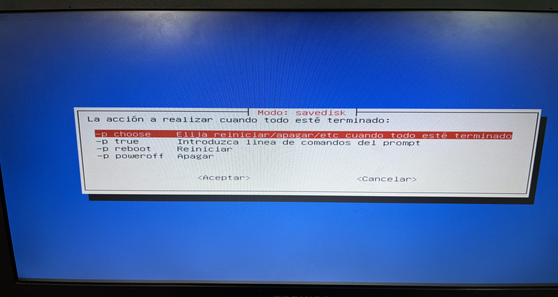 Modo: savedisk
La acción a realizar cuando todo esté terminado:
-p choose Elija reiniciar/apagar/etc cuando todo esté terminado
-p true Introduzca línea de comandos del prompt
-p reboot Reiniciar
-p poweroff Apagar
<Aceptar> <Cancelar>